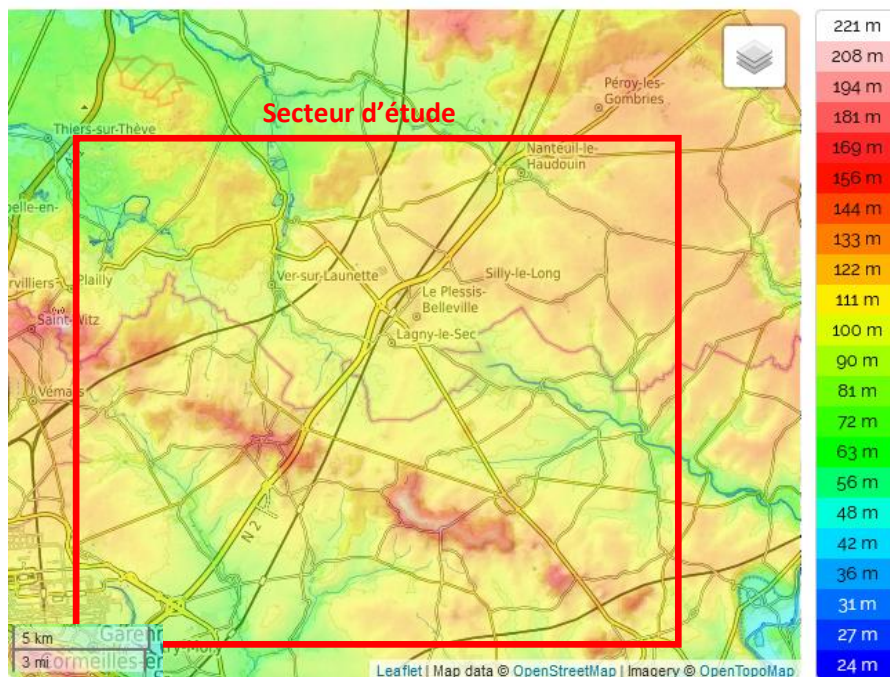 Secteur d'étude
Péroy-les-
Gombries
Thiers-sur-Thève
Nanteuil-le-
Haudouin
elle-en-
Ver-sur-Launette
Silly-le-Long
rvilliers
Plailly
Le Plessis-
Belleville
Saint-Witz
Lagny-le-Sec
Vémars
N 2
5 km
3 mi
Leaflet | Map data © OpenStreetMap | Imagery © OpenTopoMap
221 m
208 m
194 m
181 m
169 m
156 m
144 m
133 m
122 m
111 m
100 m
90 m
81 m
72 m
63 m
56 m
48 m
42 m
36 m
31 m
27 m
24 m